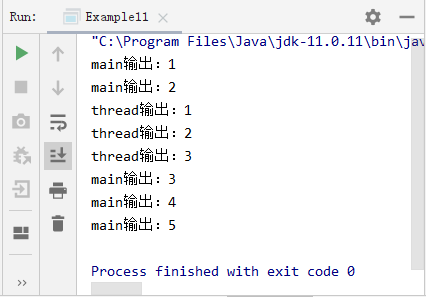 Run: Example11
"C:\Program Files\Java\jdk-11.0.11\bin\jav
main输出：1
main输出：2
thread输出：1
thread输出：2
thread输出：3
main输出：3
main输出：4
main输出：5
Process finished with exit code 0